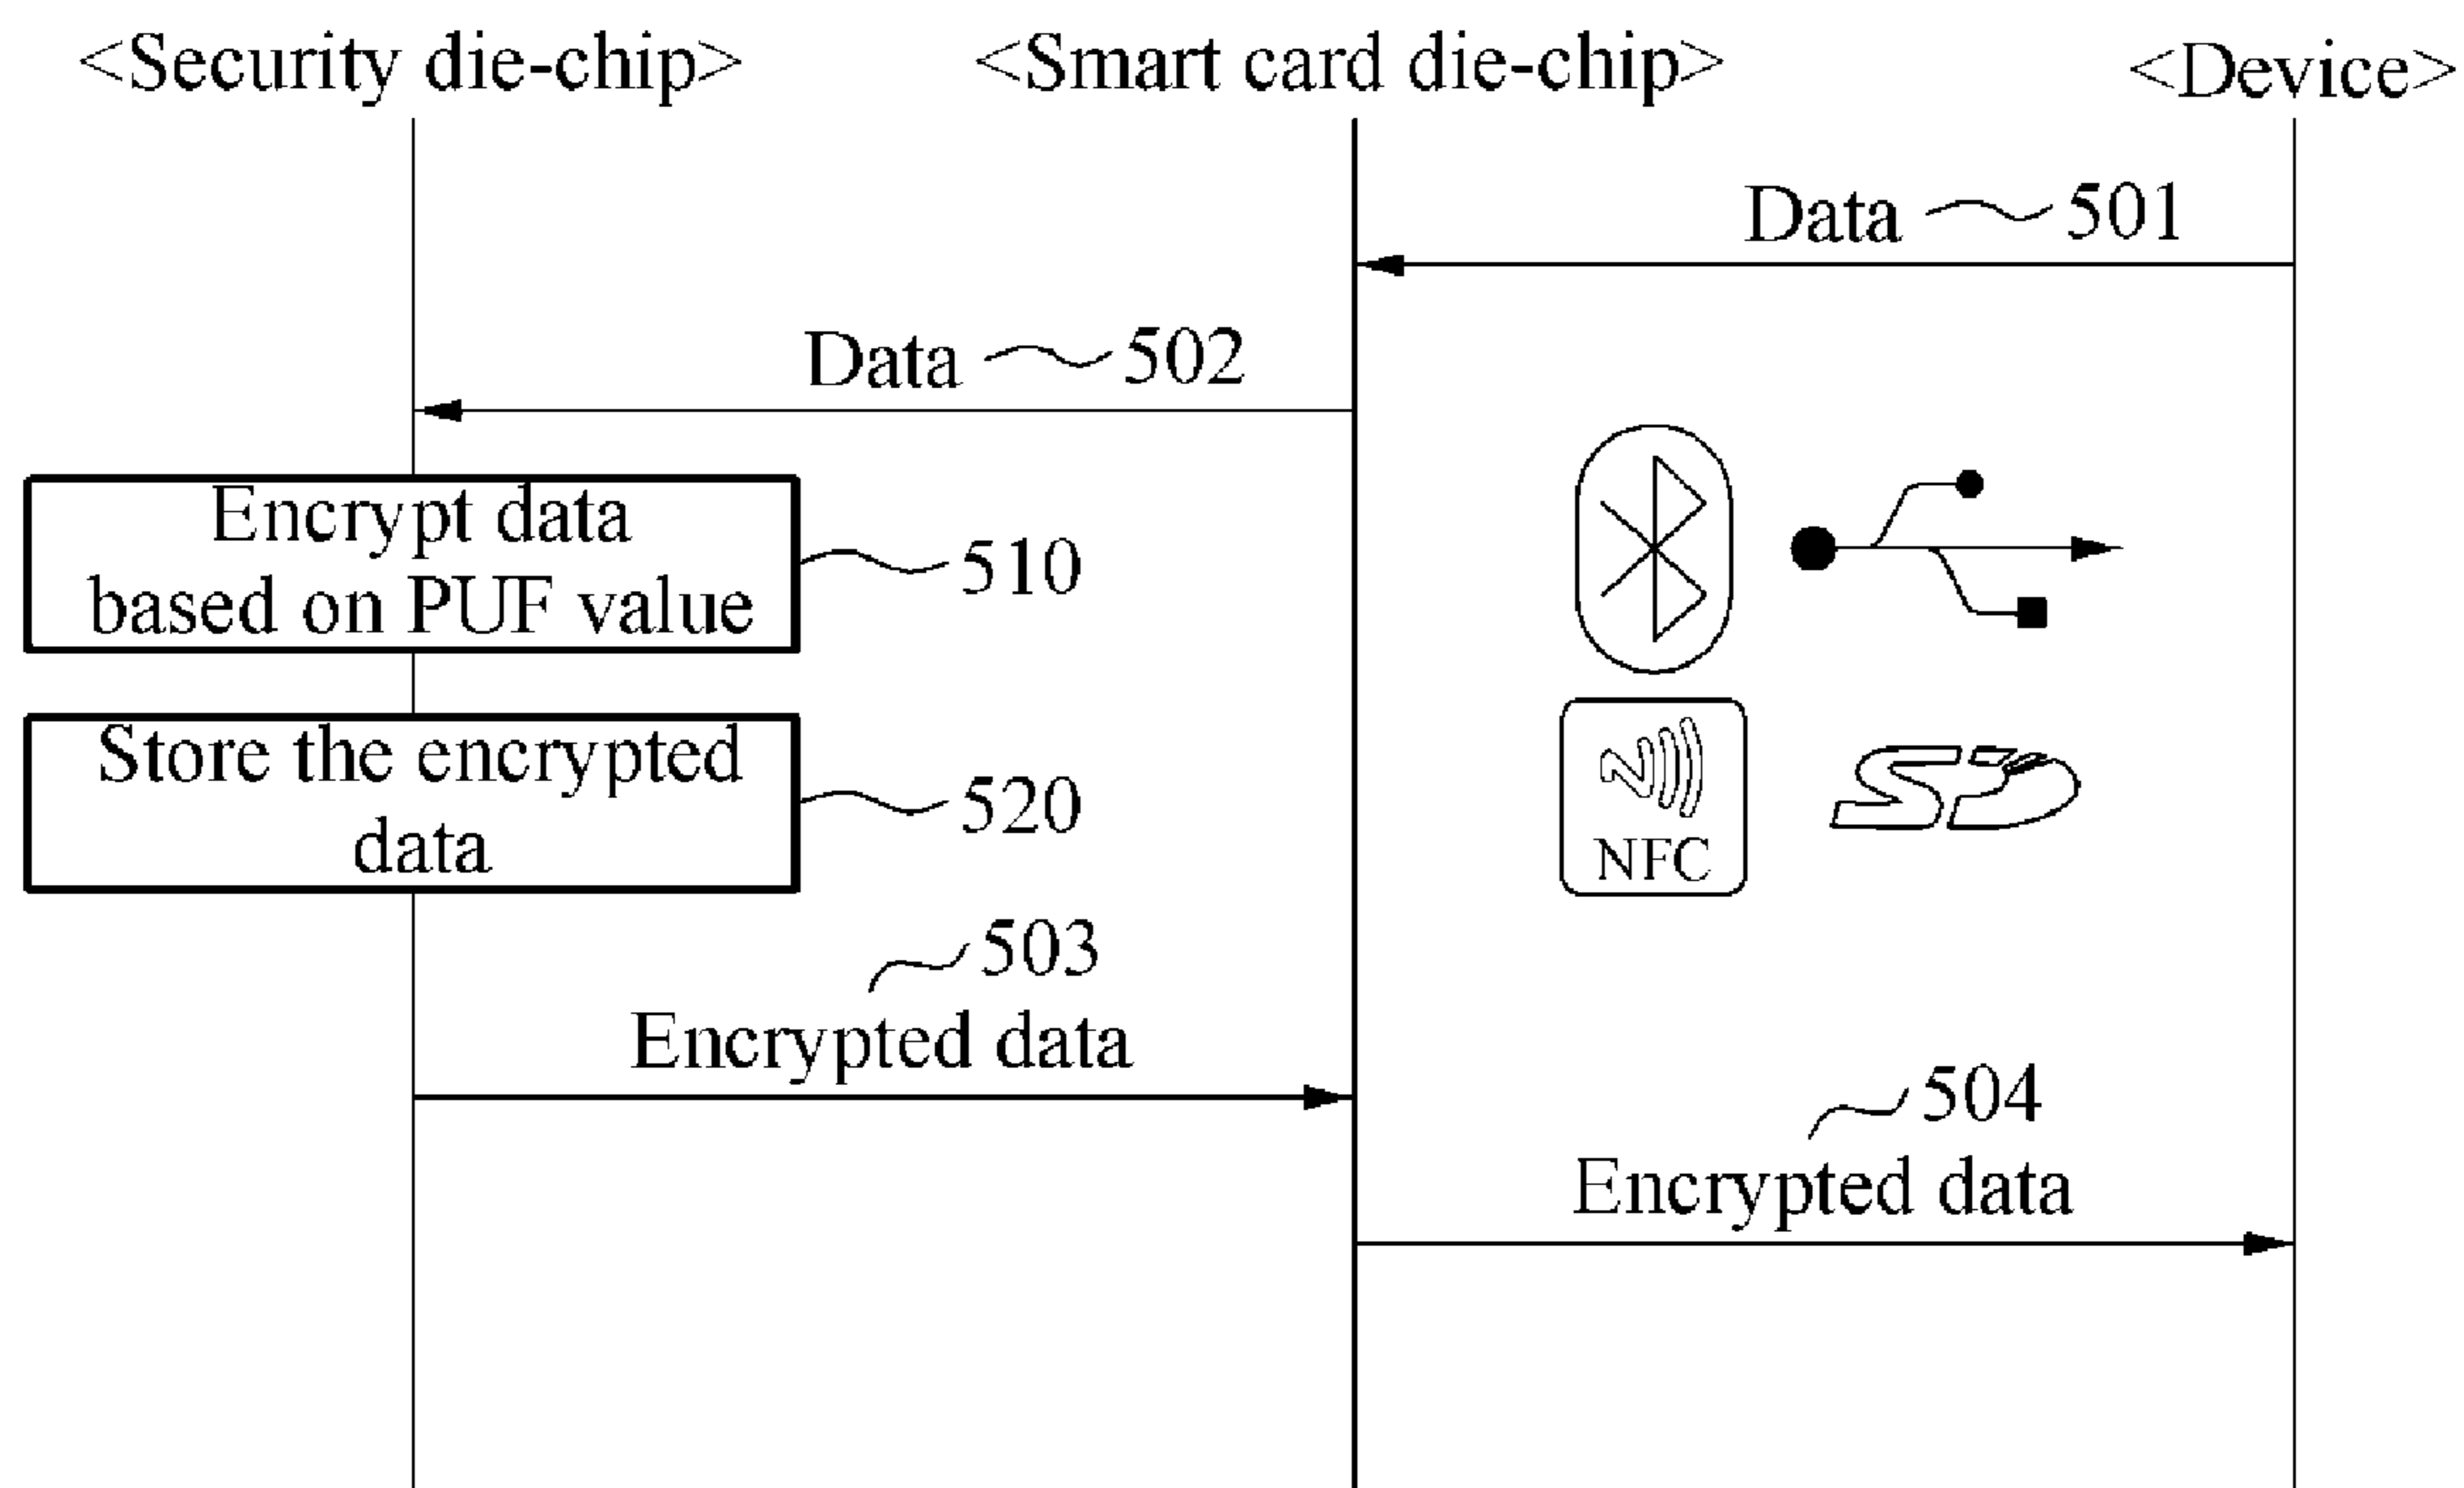 <Security die-chip> <Smart card die-chip> <Device>
Data 501
Data 502
Encrypt data
based on PUF value
510
Store the encrypted
data
520
NFC
SD
503
Encrypted data
504
Encrypted data